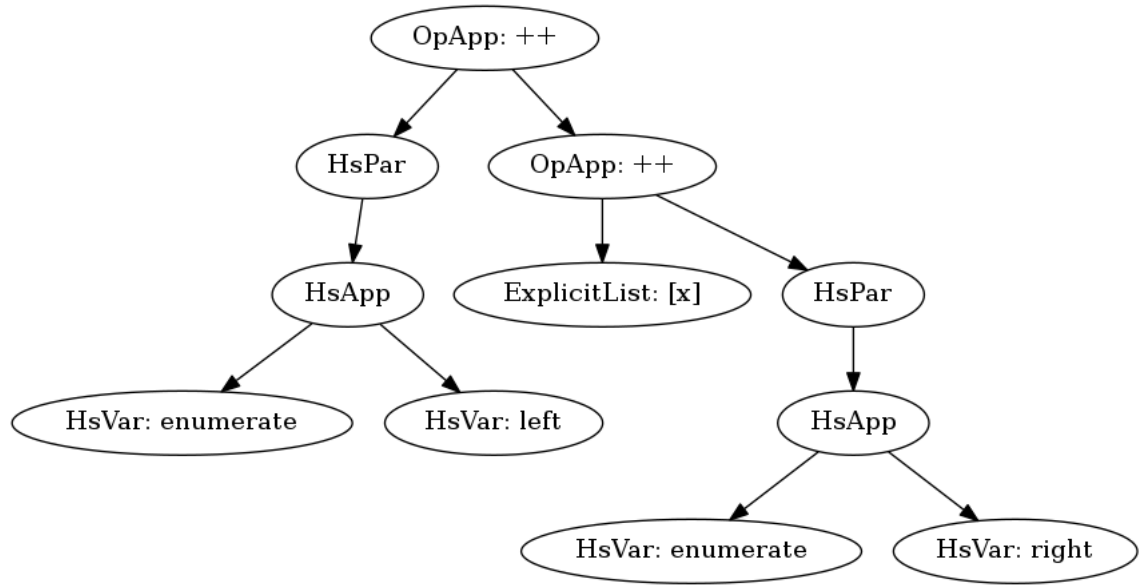 OpApp: ++
HsPar
OpApp: ++
HsApp
ExplicitList: [x]
HsPar
HsVar: enumerate
HsVar: left
HsApp
HsVar: enumerate
HsVar: right